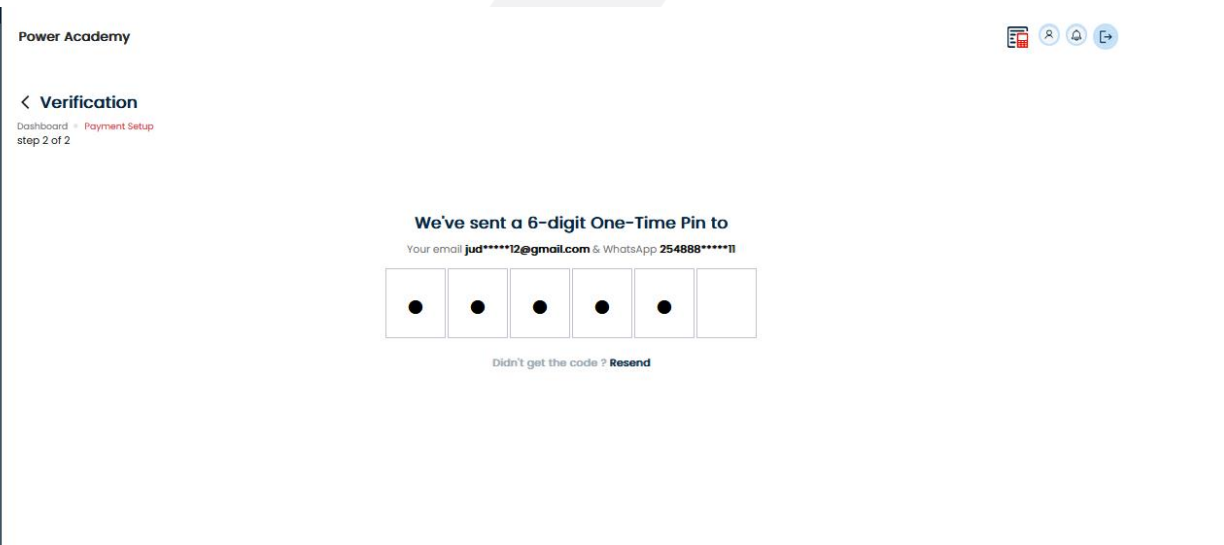 Power Academy
Verification
Dashboard Payment Setup
step 2 of 2
We've sent a 6-digit One-Time Pin to
Your email jud*****12@gmail.com & WhatsApp 254888*****11
Didn't get the code ? Resend